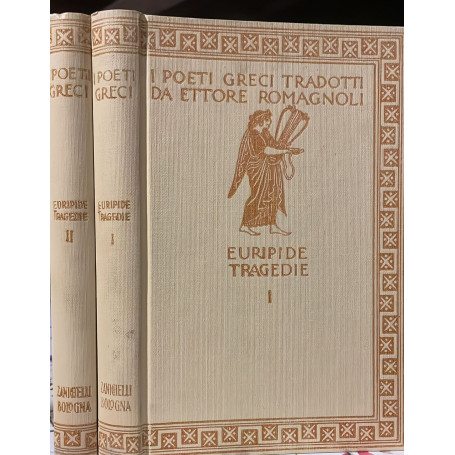 I POETI
GRECI
EURIPIDE
TRAGEDIE
II
ZANICHELLI
BOLOGNA
I POETI
GRECI
EURIPIDE
TRAGEDIE
I
ZANICHELLI
BOLOGNA
I POETI GRECI TRADOTTI
DA ETTORE ROMAGNOLI
EURIPIDE
TRAGEDIE
I